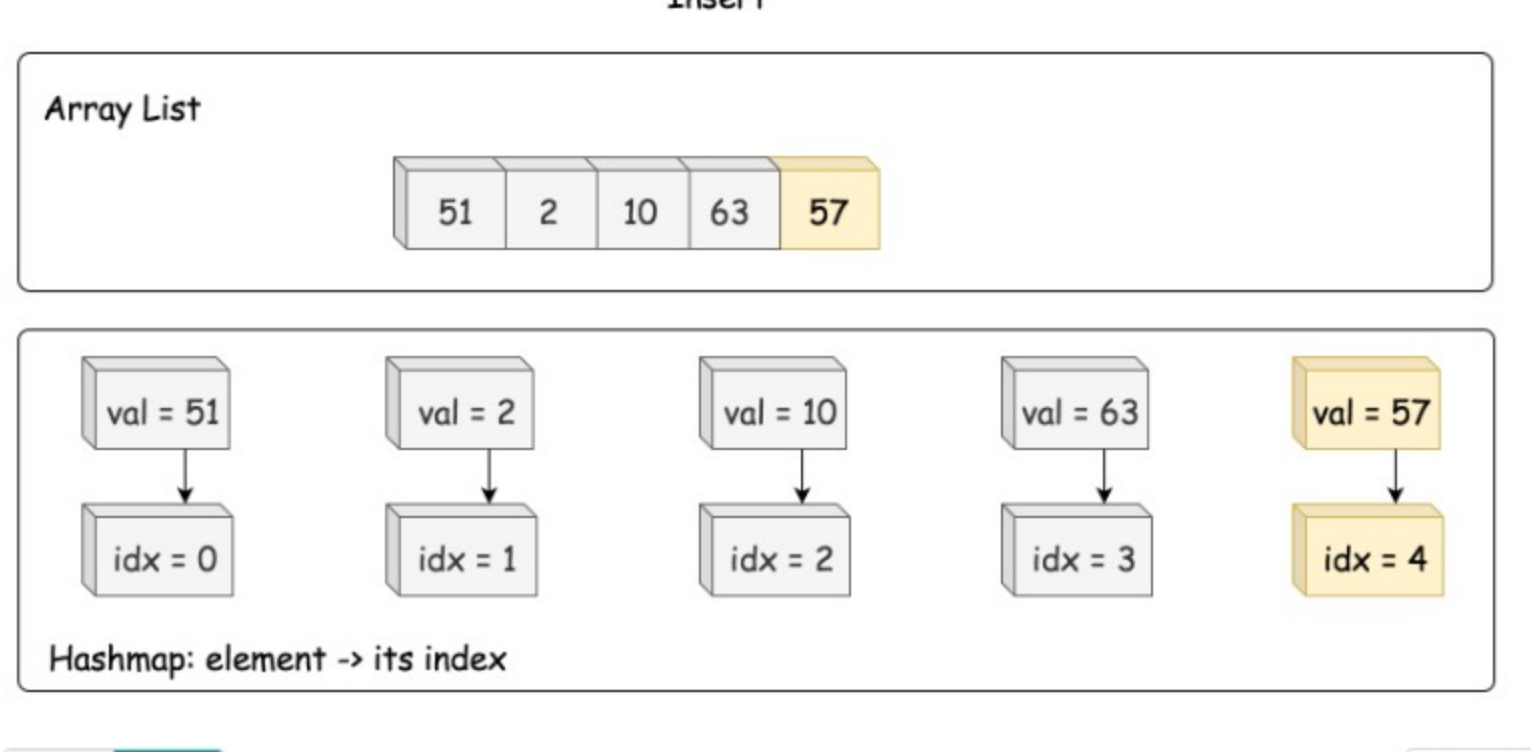 Insert
Array List
51 2 10 63 57
val = 51 val = 2 val = 10 val = 63 val = 57
idx = 0 idx = 1 idx = 2 idx = 3 idx = 4
Hashmap: element -> its index